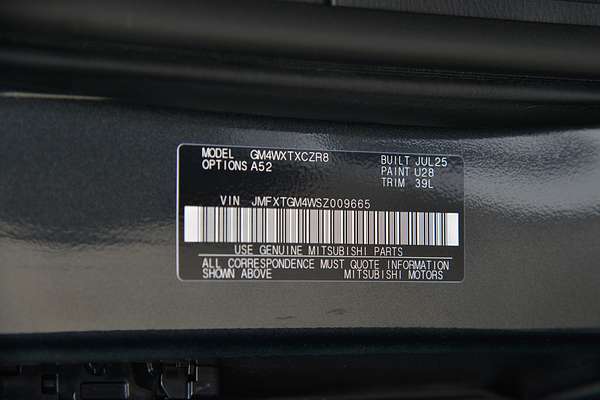 MODEL GM4WXTXCZR8 BUILT JUL25
OPTIONS A52 PAINT U28
TRIM 39L
VIN JMFXTGM4WSZ009665
USE GENUINE MITSUBISHI PARTS
ALL CORRESPONDENCE MUST QUOTE INFORMATION
SHOWN ABOVE MITSUBISHI MOTORS